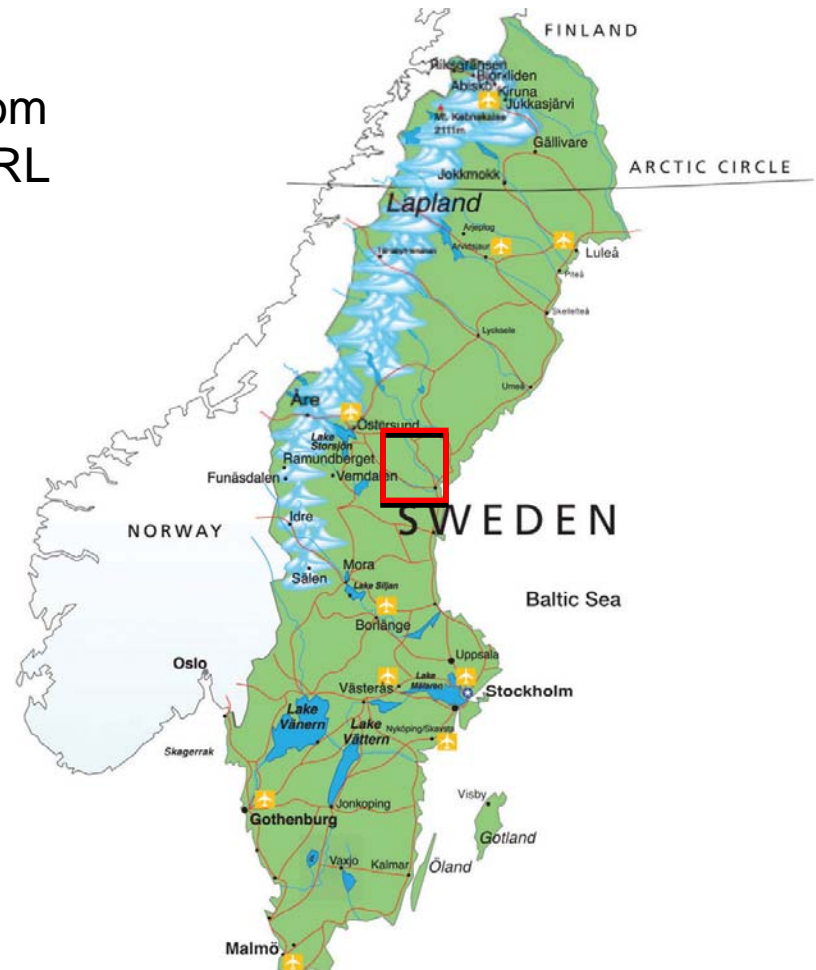 FINLAND
om
RL
Riksgränsen
Björkliden
Abisko
Kiruna
Jukkasjärvi
Mt. Kebnekaise
2111m
Gällivare
ARCTIC CIRCLE
Jokkmokk
Lapland
Arjeplog
Arvidsjaur
Luleå
Piteå
Skellefteå
Lycksele
Umeå
Åre
Östersund
Lake
Storsjön
Ramundberget
Funäsdalen
Vemdalen
SWEDEN
NORWAY
Idre
Mora
Sälen
Lake Siljan
Baltic Sea
Borlänge
Uppsala
Oslo
Västerås
Lake
Mälaren
Stockholm
Lake
Vänern
Lake
Vättern
Nyköping/Skavsta
Skagerrak
Visby
Jonkoping
Gothenburg
Gotland
Växjo
Kalmar
Öland
Malmö